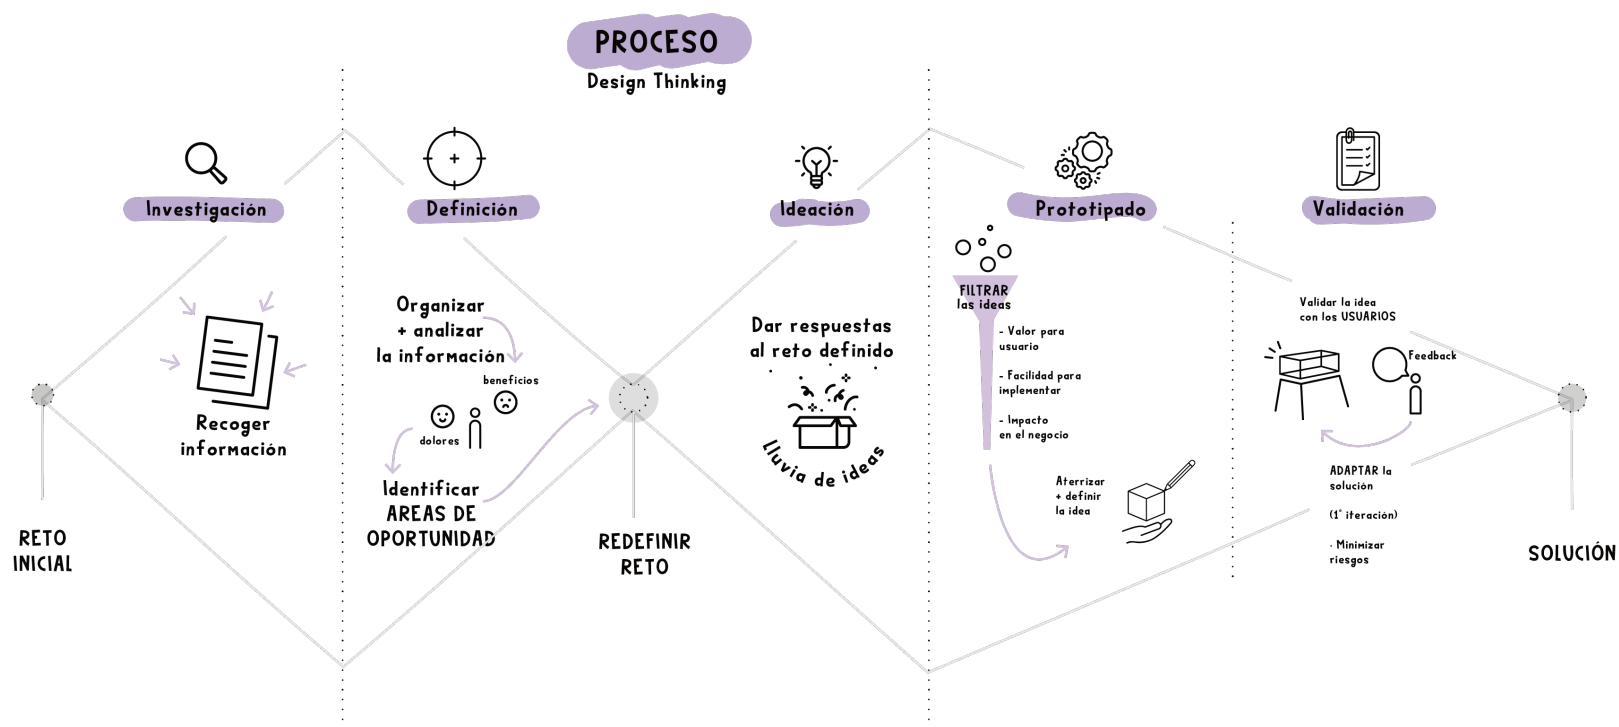 PROCESO
Design Thinking
Investigación
Recoger
información
RETO
INICIAL
Definición
Organizar
+ analizar
la información
beneficios
dolores
Identificar
AREAS DE
OPORTUNIDAD
REDEFINIR
RETO
Ideación
Dar respuestas
al reto definido
Lluvia de ideas
Prototipado
FILTRAR
las ideas
- Valor para
usuario
- Facilidad para
implementar
- Impacto
en el negocio
Aterrizar
+ definir
la idea
Validación
Validar la idea
con los USUARIOS
Feedback
ADAPTAR la
solución
(1° iteración)
- Minimizar
riesgos
SOLUCIÓN